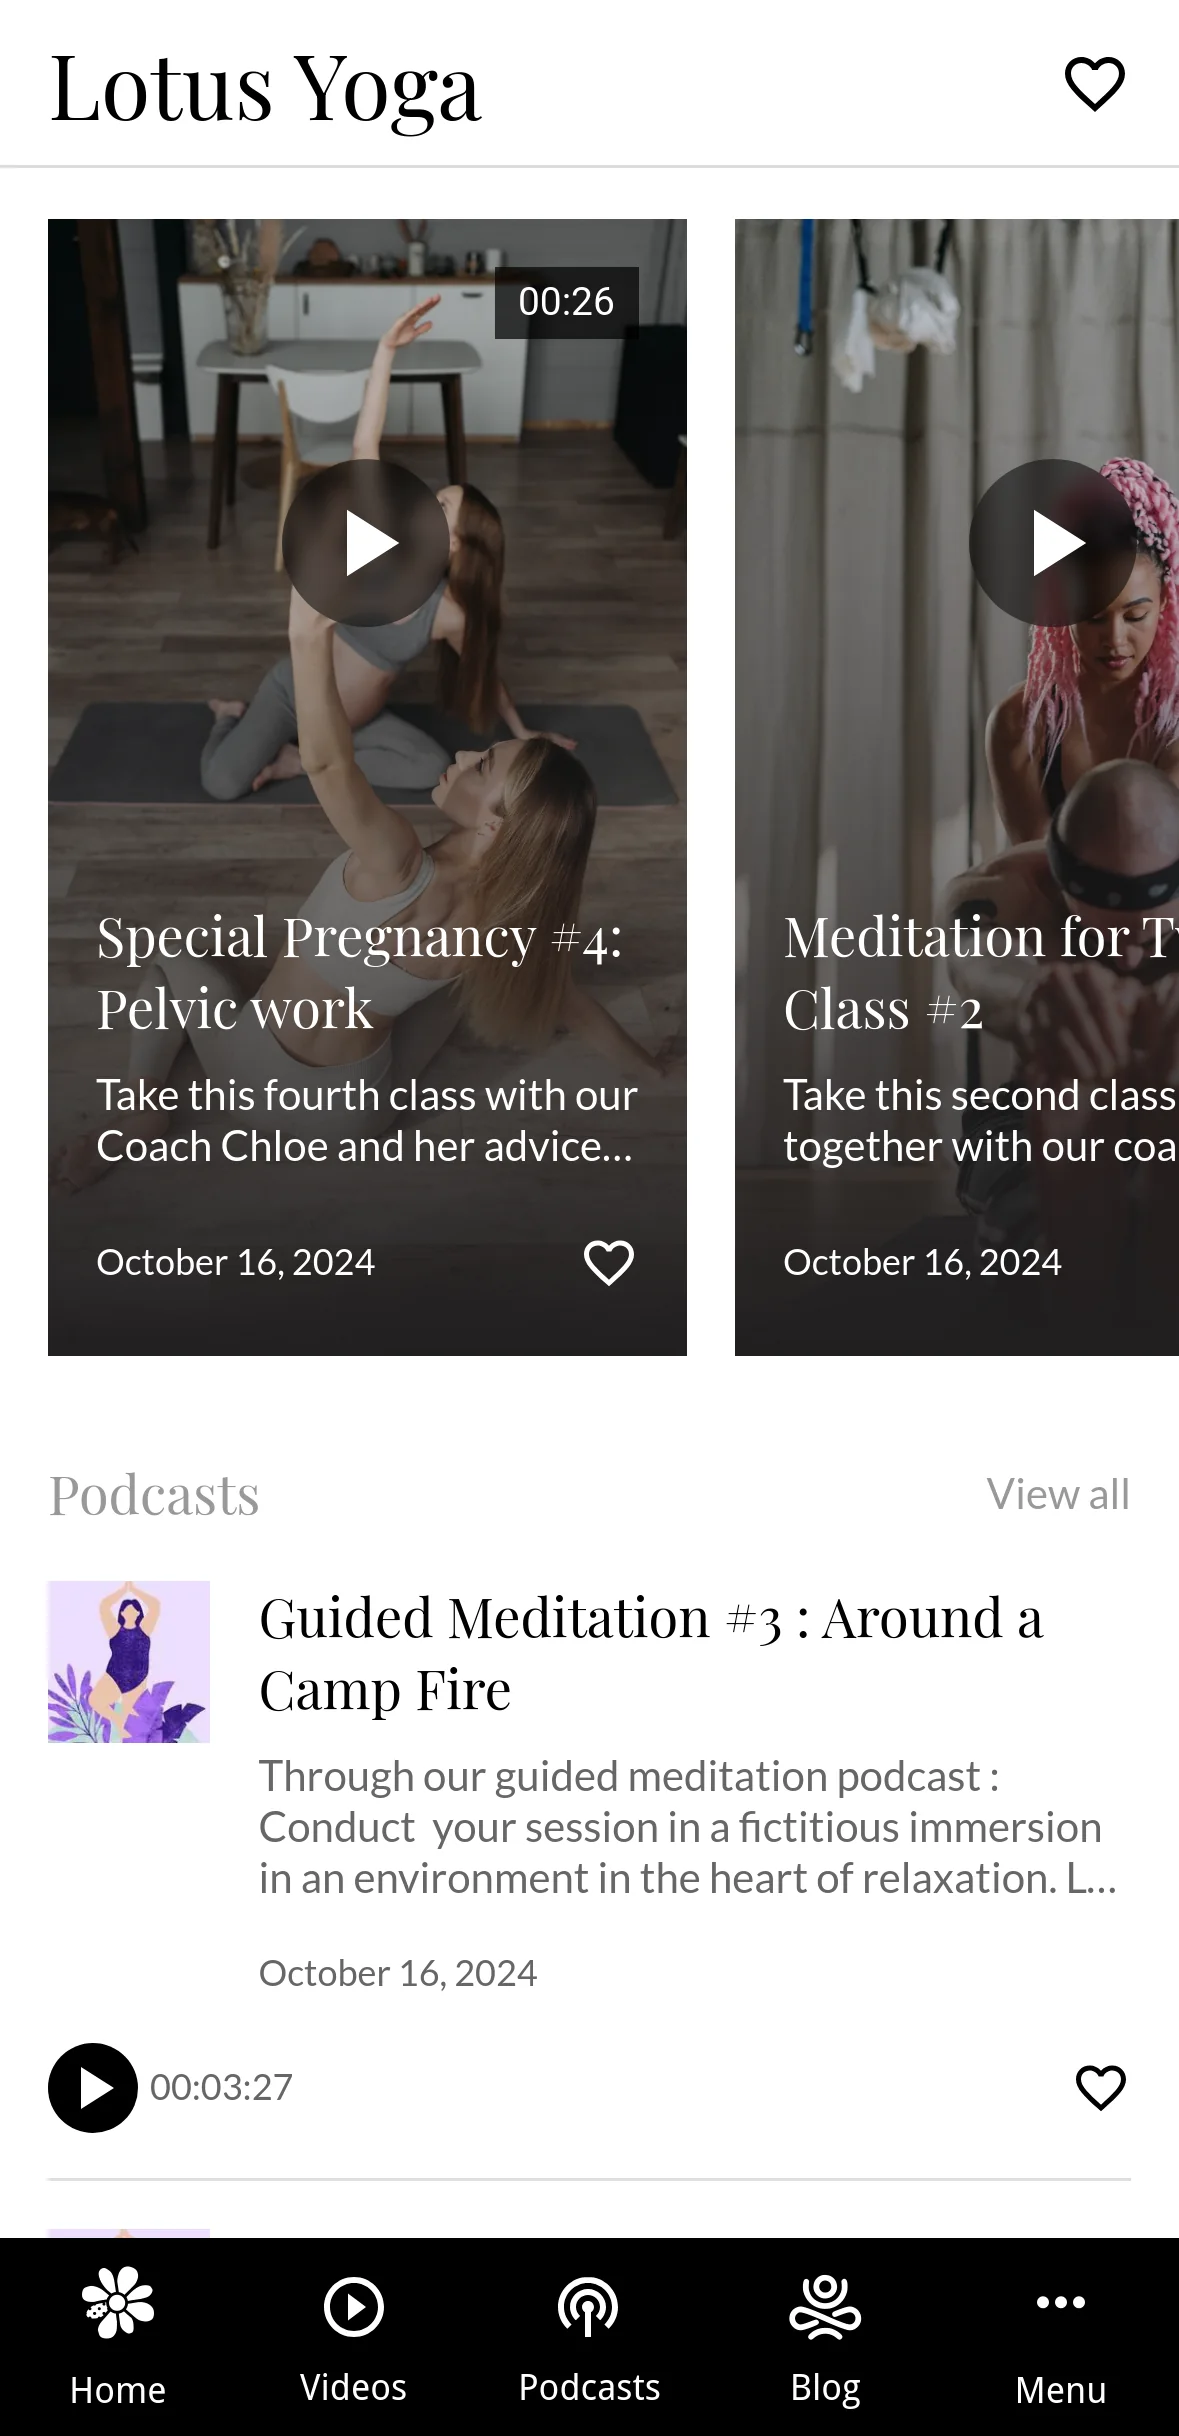 Lotus Yoga
00:26
Special Pregnancy #4:
Pelvic work
Take this fourth class with our
Coach Chloe and her advice...
October 16, 2024
Meditation for T
Class #2
Take this second class
together with our coa
October 16, 2024
Podcasts
View all
Guided Meditation #3 : Around a
Camp Fire
Through our guided meditation podcast :
Conduct  your session in a fictitious immersion
in an environment in the heart of relaxation. L...
October 16, 2024
00:03:27
Home
Videos
Podcasts
Blog
Menu